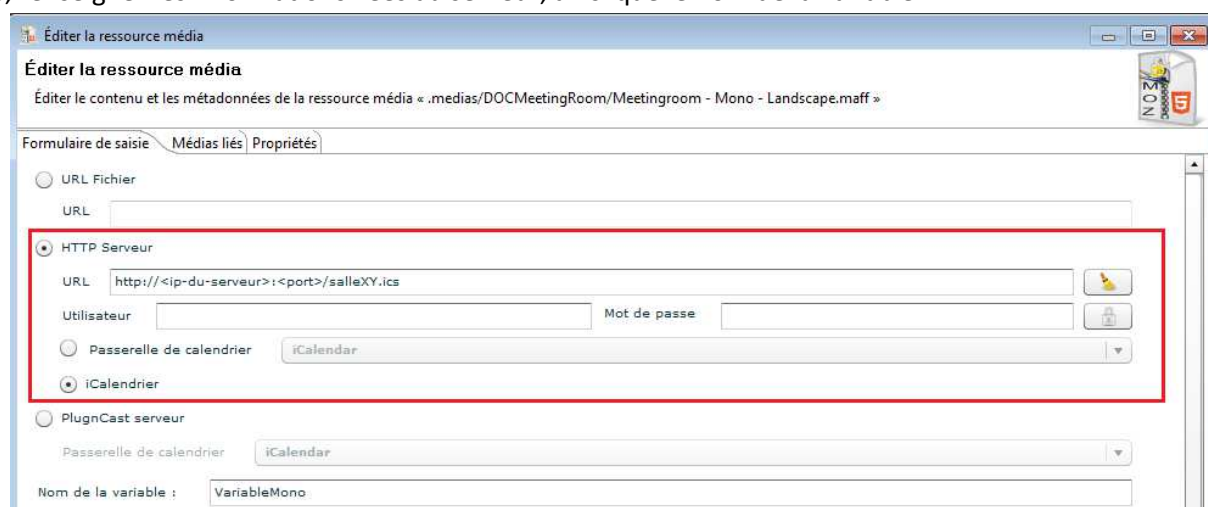 Éditer la ressource média
Éditer la ressource média
Éditer le contenu et les métadonnées de la ressource média « .medias/DOCMeetingRoom/Meetingroom - Mono - Landscape.maff »
MOZ
5
Formulaire de saisie Médias liés Propriétés
URL Fichier
URL
HTTP Serveur
URL http://<ip-du-serveur>:<port>/salleXY.ics
Utilisateur Mot de passe
Passerelle de calendrier iCalendar
iCalendrier
PlugnCast serveur
Passerelle de calendrier iCalendar
Nom de la variable : VariableMono